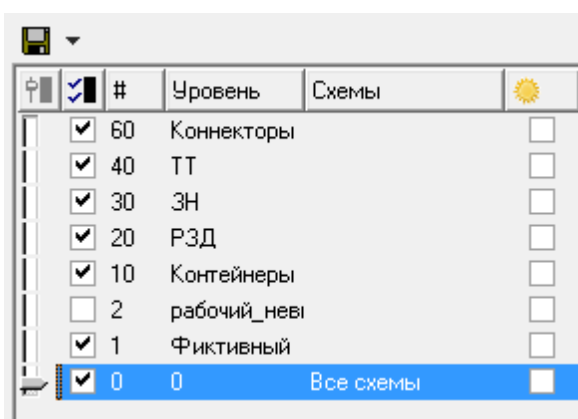 # Уровень Схемы
60 Коннекторы
40 ТТ
30 ЗН
20 РЗД
10 Контейнеры
2 рабочий_неві
1 Фиктивный
0 0 Все схемы